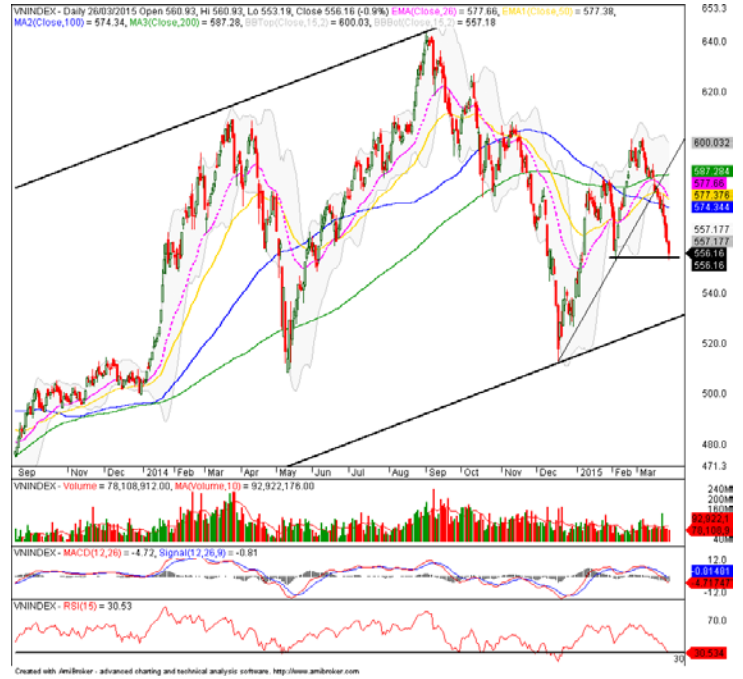 VNINDEX - Daily 26/03/2015 Open 560.93, Hi 560.93, Lo 553.19, Close 556.16 (-0.9%) EMA(Close,26) = 577.66, EMA1(Close,50) = 577.38,
MA2(Close,100) = 574.34, MA3(Close,200) = 587.28, BBTop(Close,15,2) = 600.03, BBBot(Close,15,2) = 557.18
653.3
640.0
620.0
600.032
587.284
577.66
577.376
574.344
557.177
557.177
556.16
556.16
540.0
520.0
500.0
480.0
471.3
Sep Nov Dec 2014 Feb Mar Apr May Jun Jul Aug Sep Oct Nov Dec 2015 Feb Mar
VNINDEX - Volume = 78,108,912.00, MA(Volume,10) = 92,922,176.00
240M
200M
160M
92,922,1
78,108,9
40M
VNINDEX - MACD(12,26) = -4.72, Signal(12,26,9) = -0.81
12.0
-0.81481
-4.71747
-12.0
VNINDEX - RSI(15) = 30.53
70.0
30.534
30
Created with AmiBroker - advanced charting and technical analysis software. http://www.amibroker.com